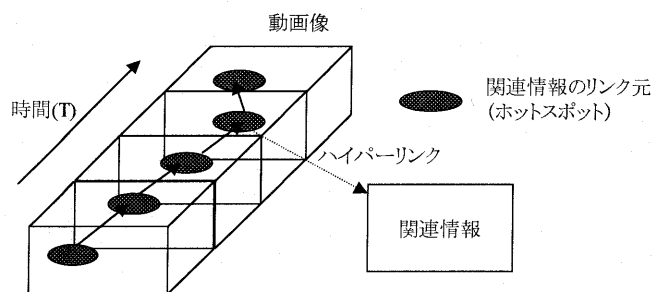 動画像
時間(T)
関連情報のリンク元
(ホットスポット)
ハイパーリンク
関連情報